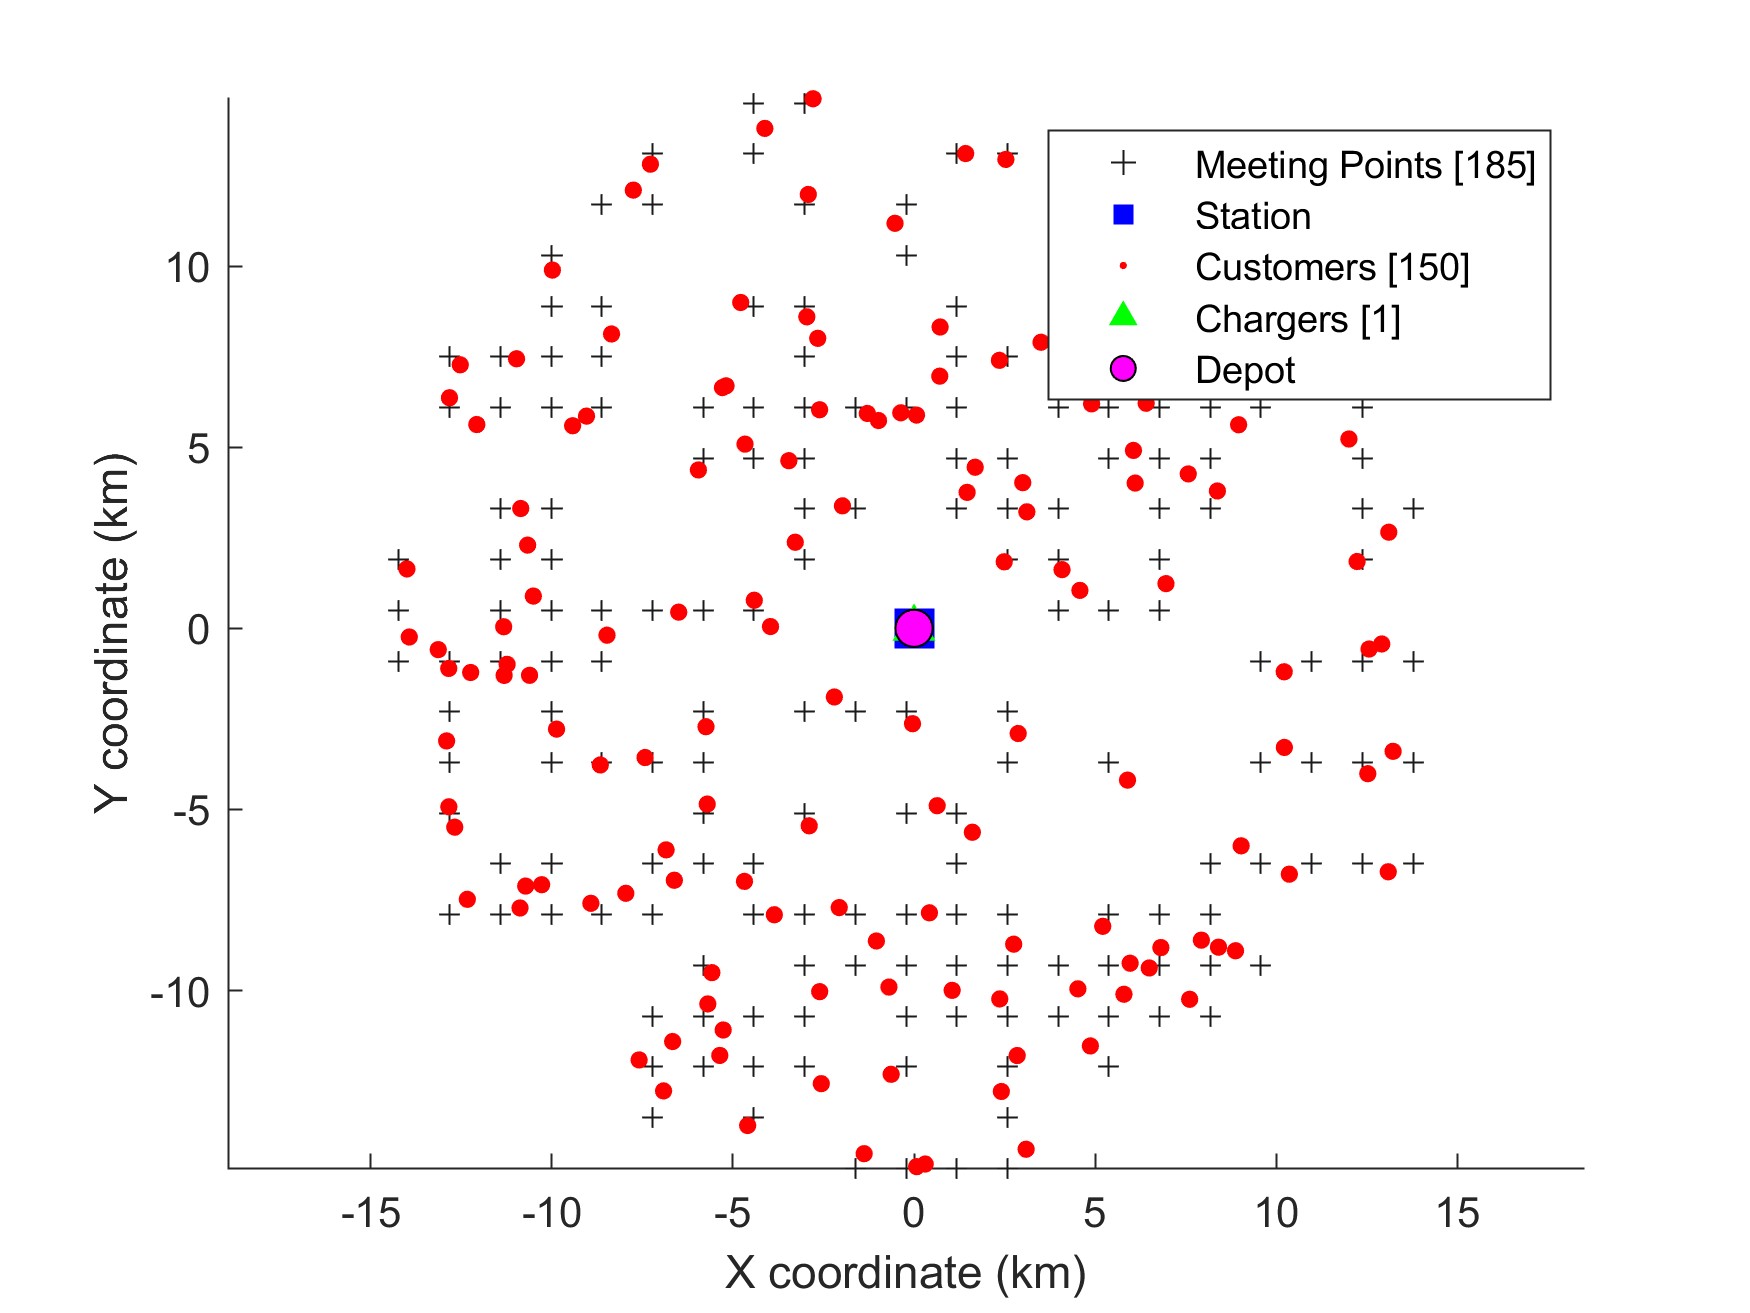 Meeting Points [185]
Station
Customers [150]
Chargers [1]
Depot
10
5
0
-5
-10
Y coordinate (km)
-15 -10 -5 0 5 10 15
X coordinate (km)